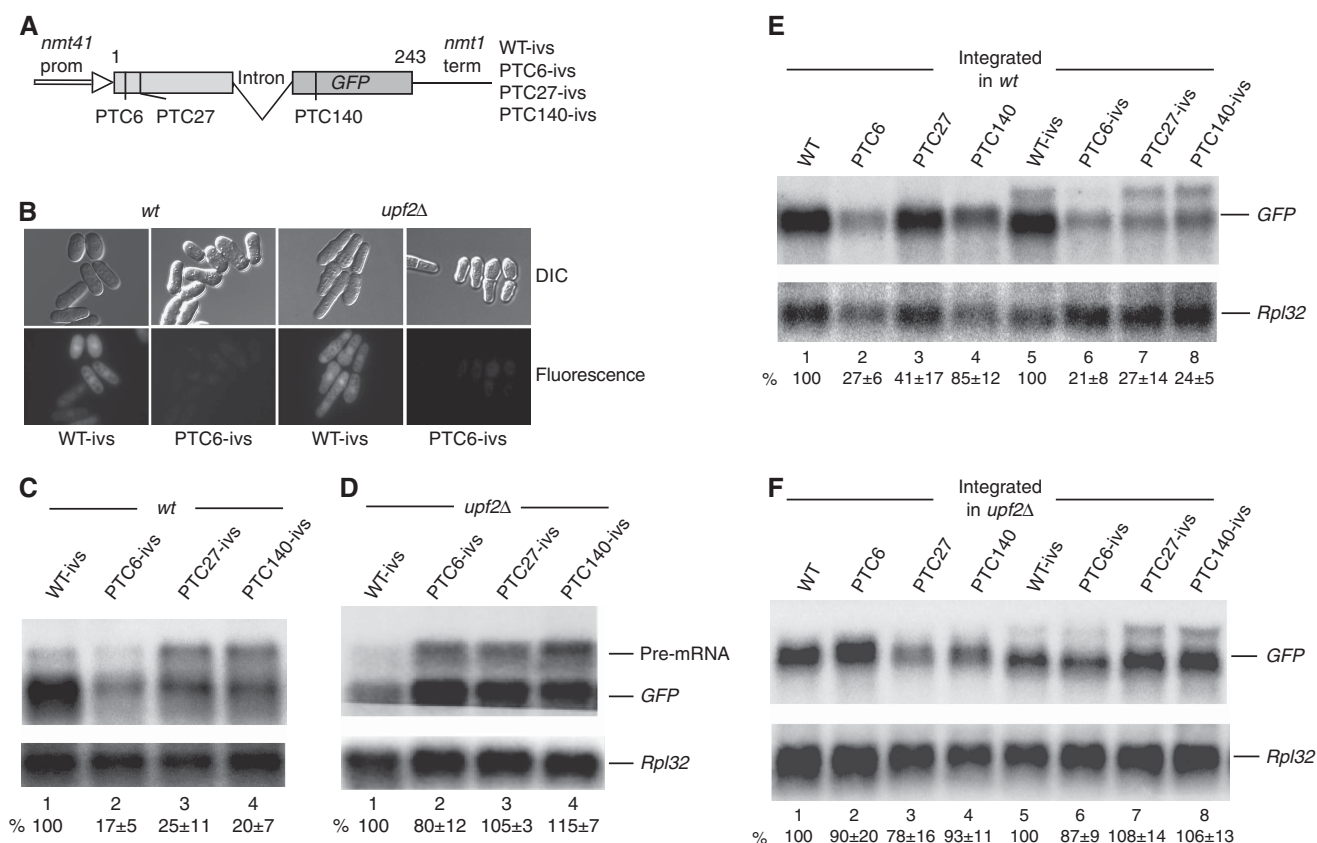 A
nmt41
prom
1
243
nmt1
term
Intron
GFP
PTC6
PTC27
PTC140
WT-ivs
PTC6-ivs
PTC27-ivs
PTC140-ivs
B
wt
upf2Δ
DIC
Fluorescence
WT-ivs PTC6-ivs WT-ivs PTC6-ivs
C
wt
WT-ivs PTC6-ivs PTC27-ivs PTC140-ivs
1 2 3 4
% 100 17±5 25±11 20±7
D
upf2Δ
WT-ivs PTC6-ivs PTC27-ivs PTC140-ivs
Pre-mRNA
GFP
Rpl32
1 2 3 4
% 100 80±12 105±3 115±7
E
Integrated
in wt
WT PTC6 PTC27 PTC140 WT-ivs PTC6-ivs PTC27-ivs PTC140-ivs
GFP
Rpl32
1 2 3 4 5 6 7 8
% 100 27±6 41±17 85±12 100 21±8 27±14 24±5
F
Integrated
in upf2Δ
WT PTC6 PTC27 PTC140 WT-ivs PTC6-ivs PTC27-ivs PTC140-ivs
GFP
Rpl32
1 2 3 4 5 6 7 8
% 100 90±20 78±16 93±11 100 87±9 108±14 106±13